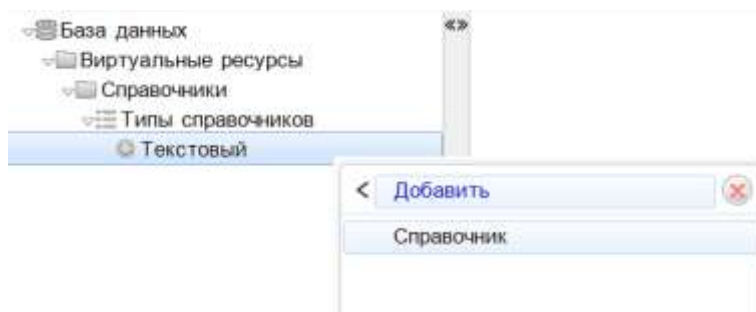 База данных
Виртуальные ресурсы
Справочники
Типы справочников
Текстовый
Добавить
Справочник